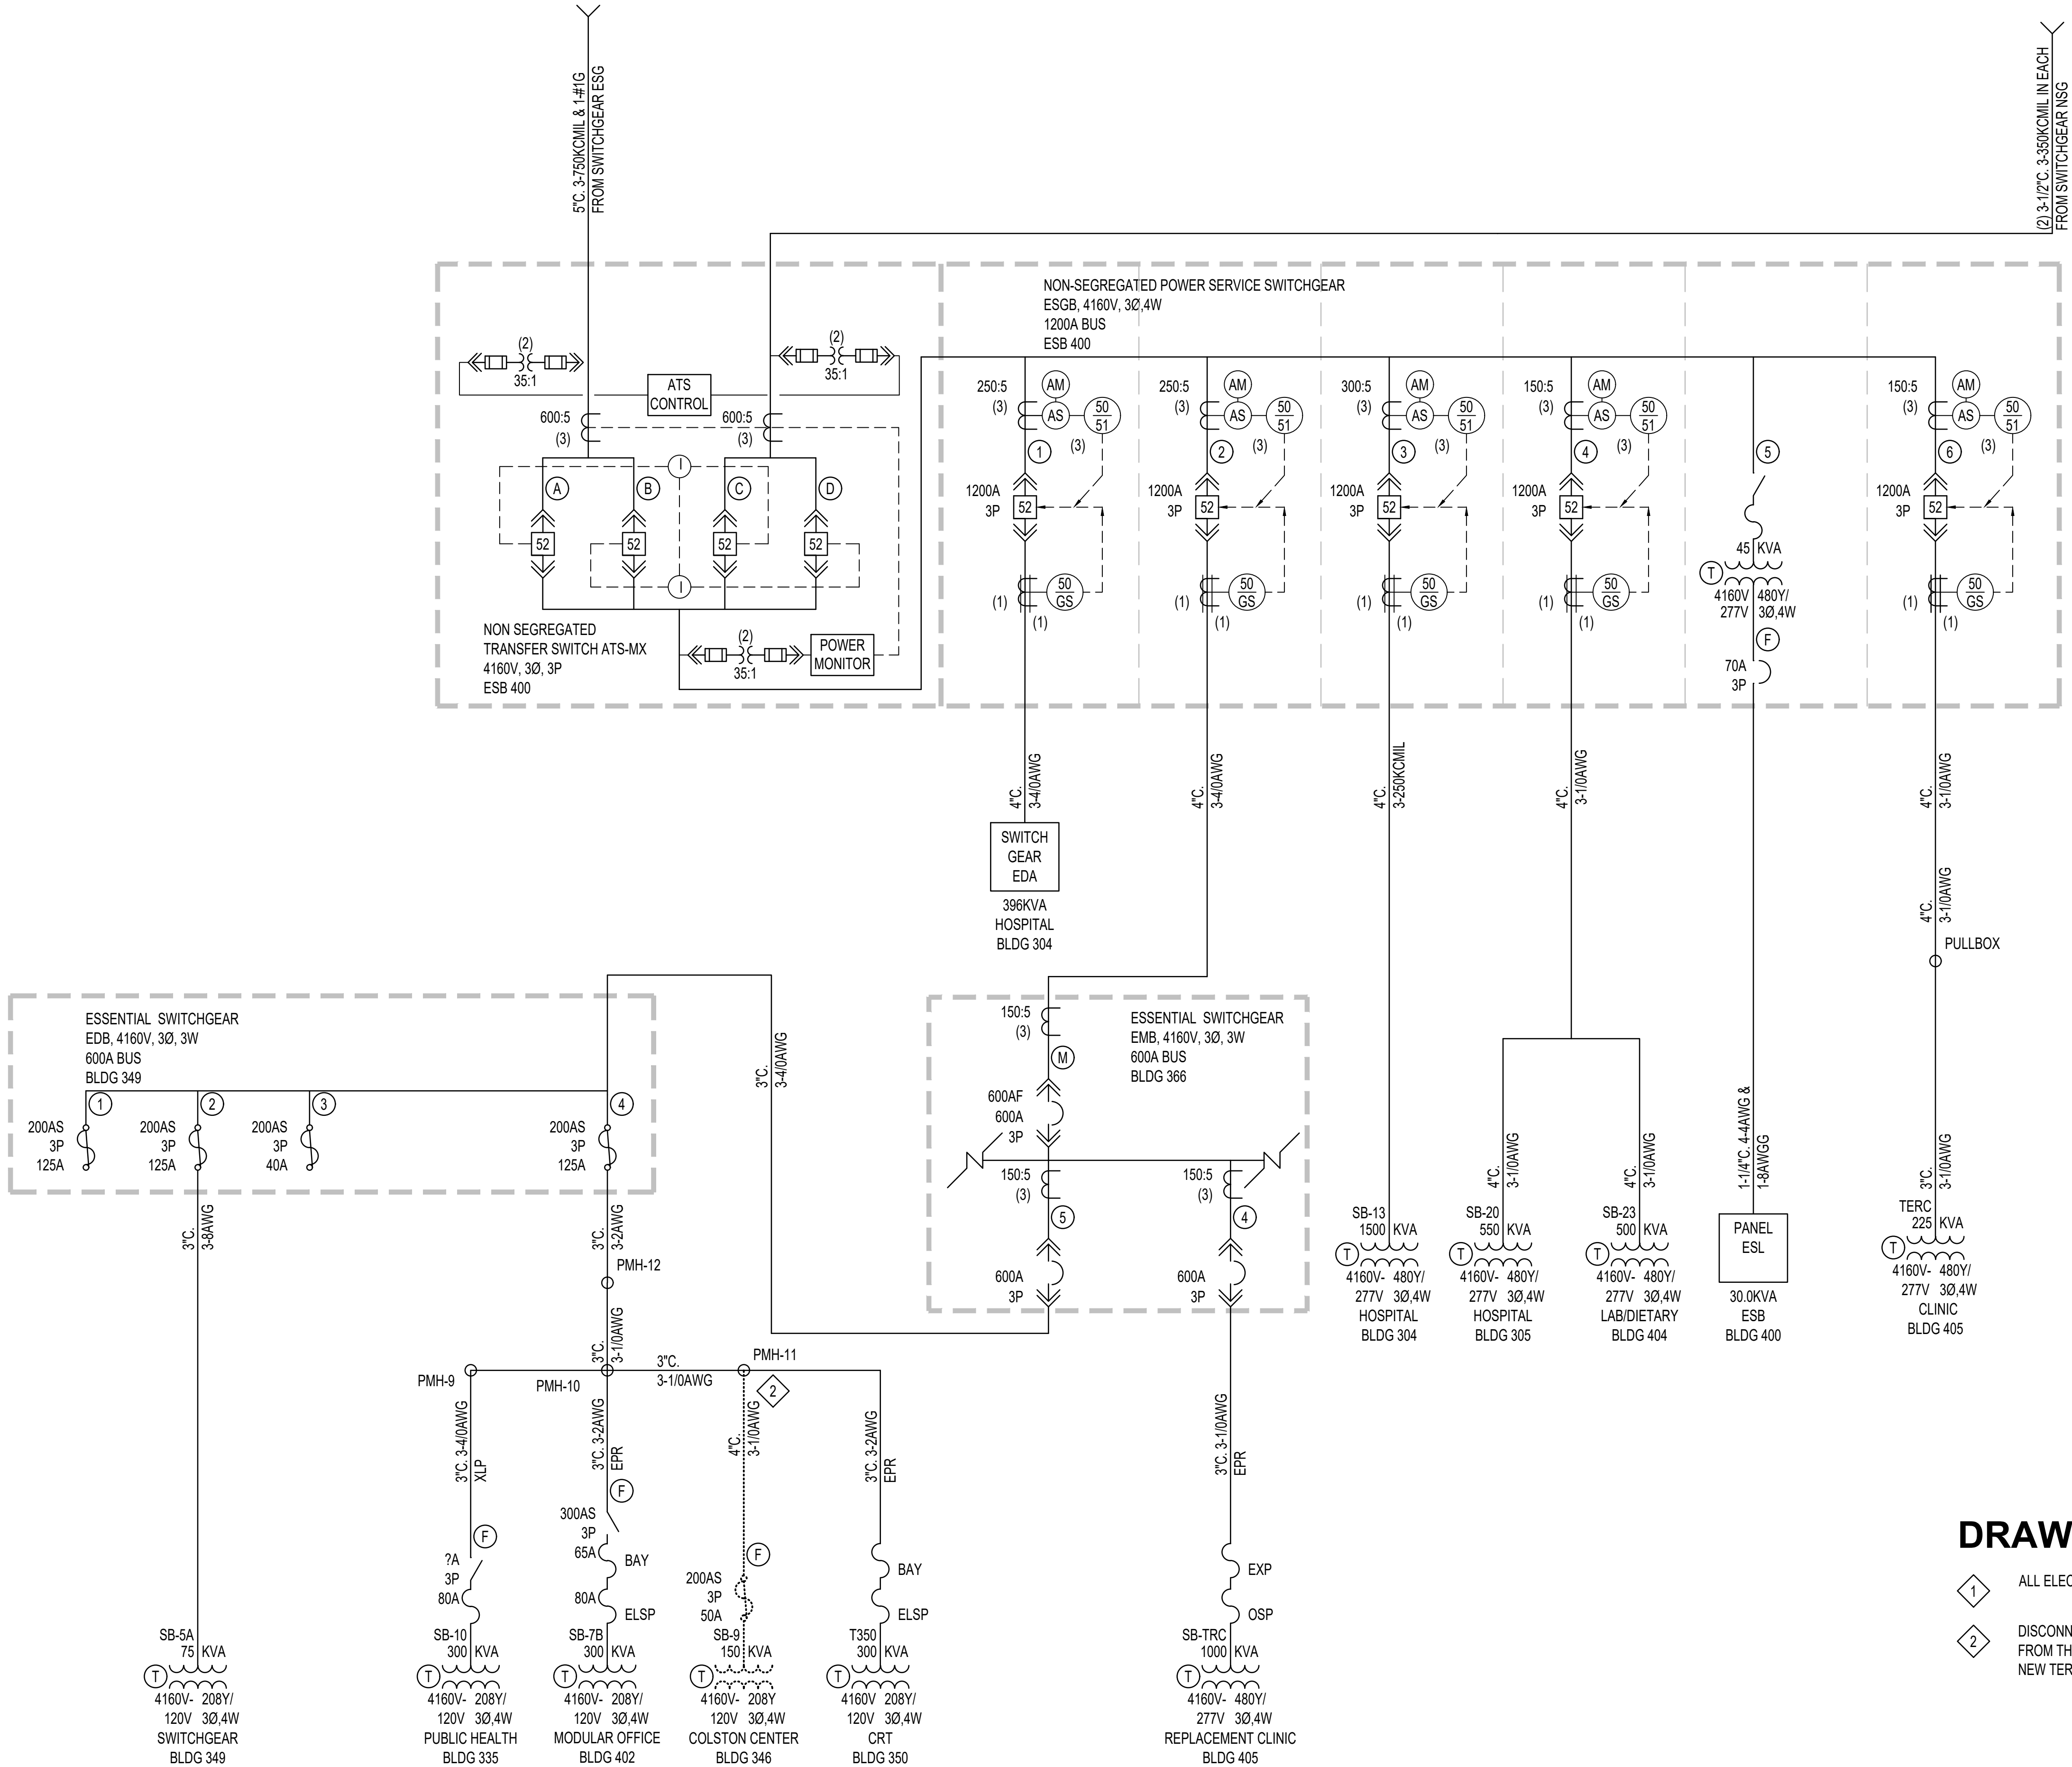 5"C. 3-750KCMIL & 1-#1G
FROM SWITCHGEAR ESG
(2) 3-1/2"C. 3-350KCMIL IN EACH
FROM SWITCHGEAR NSG
NON-SEGREGATED POWER SERVICE SWITCHGEAR
ESGB, 4160V, 3Ø,4W
1200A BUS
ESB 400
(2)
35:1
(2)
35:1
ATS
CONTROL
600:5
(3)
600:5
(3)
I
A
B
C
D
52
52
52
52
I
NON SEGREGATED
TRANSFER SWITCH ATS-MX
4160V, 3Ø, 3P
ESB 400
(2)
35:1
POWER
MONITOR
250:5
(3)
AM
AS
50
51
(3)
1
1200A
3P
52
50
GS
(1)
(1)
250:5
(3)
AM
AS
50
51
(3)
2
1200A
3P
52
50
GS
(1)
(1)
300:5
(3)
AM
AS
50
51
(3)
3
1200A
3P
52
50
GS
(1)
(1)
150:5
(3)
AM
AS
50
51
(3)
4
1200A
3P
52
50
GS
(1)
(1)
5
45 KVA
T
4160V 480Y/
277V 3Ø,4W
F
70A
3P
150:5
(3)
AM
AS
50
51
(3)
6
1200A
3P
52
50
GS
(1)
(1)
4"C.
3-4/0AWG
4"C.
3-4/0AWG
4"C.
3-250KCMIL
4"C.
3-1/0AWG
4"C.
3-1/0AWG
SWITCH
GEAR
EDA
396KVA
HOSPITAL
BLDG 304
4"C.
3-1/0AWG
PULLBOX
ESSENTIAL SWITCHGEAR
EDB, 4160V, 3Ø, 3W
600A BUS
BLDG 349
1
200AS
3P
125A
2
200AS
3P
125A
3
200AS
3P
40A
4
200AS
3P
125A
3"C.
3-4/0AWG
150:5
(3)
ESSENTIAL SWITCHGEAR
EMB, 4160V, 3Ø, 3W
600A BUS
BLDG 366
M
600AF
600A
3P
150:5
(3)
5
600A
3P
150:5
(3)
4
600A
3P
4"C.
3-1/0AWG
4"C.
3-1/0AWG
1-1/4"C. 4-4AWG &
1-8AWGG
3"C.
3-1/0AWG
SB-13
1500 KVA
T
4160V- 480Y/
277V 3Ø,4W
HOSPITAL
BLDG 304
SB-20
550 KVA
T
4160V- 480Y/
277V 3Ø,4W
HOSPITAL
BLDG 305
SB-23
500 KVA
T
4160V- 480Y/
277V 3Ø,4W
LAB/DIETARY
BLDG 404
PANEL
ESL
30.0KVA
ESB
BLDG 400
TERC
225 KVA
T
4160V- 480Y/
277V 3Ø,4W
CLINIC
BLDG 405
3"C.
3-8AWG
3"C.
3-2AWG
PMH-12
3"C.
3-1/0AWG
PMH-9
PMH-10
3"C.
3-1/0AWG
PMH-11
2
3"C. 3-4/0AWG
XLP
3"C. 3-2AWG
EPR
4"C.
3-1/0AWG
3"C. 3-2AWG
EPR
3"C. 3-1/0AWG
EPR
F
?A
3P
80A
F
300AS
3P
65A
BAY
80A
ELSP
F
200AS
3P
50A
BAY
ELSP
EXP
OSP
SB-5A
75 KVA
T
4160V- 208Y/
120V 3Ø,4W
SWITCHGEAR
BLDG 349
SB-10
300 KVA
T
4160V- 208Y/
120V 3Ø,4W
PUBLIC HEALTH
BLDG 335
SB-7B
300 KVA
T
4160V- 208Y/
120V 3Ø,4W
MODULAR OFFICE
BLDG 402
SB-9
150 KVA
T
4160V- 208Y
120V 3Ø,4W
COLSTON CENTER
BLDG 346
T350
300 KVA
T
4160V 208Y/
120V 3Ø,4W
CRT
BLDG 350
SB-TRC
1000 KVA
T
4160V- 480Y/
277V 3Ø,4W
REPLACEMENT CLINIC
BLDG 405
DRAW
1
ALL ELEC
2
DISCONN
FROM TH
NEW TER